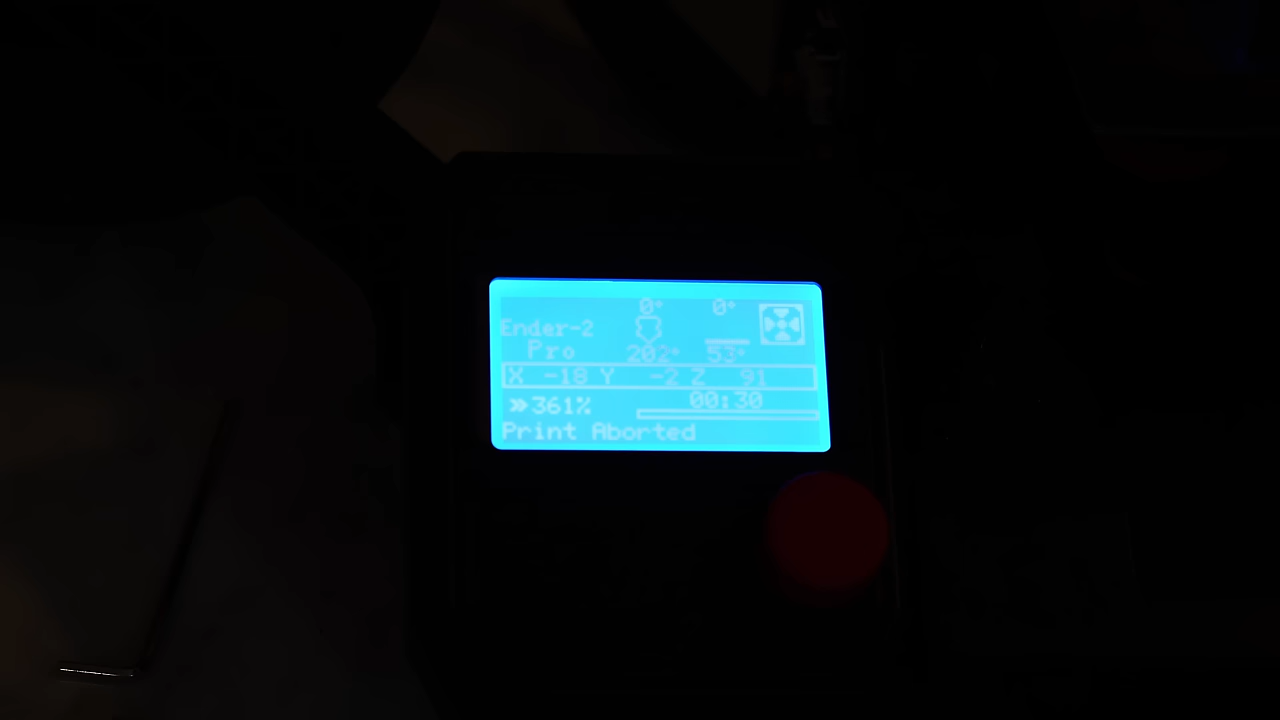 0° 0°
Ender-2
Pro 202° 53°
X -18 Y -2 Z 91
»361% 00:30
Print Aborted